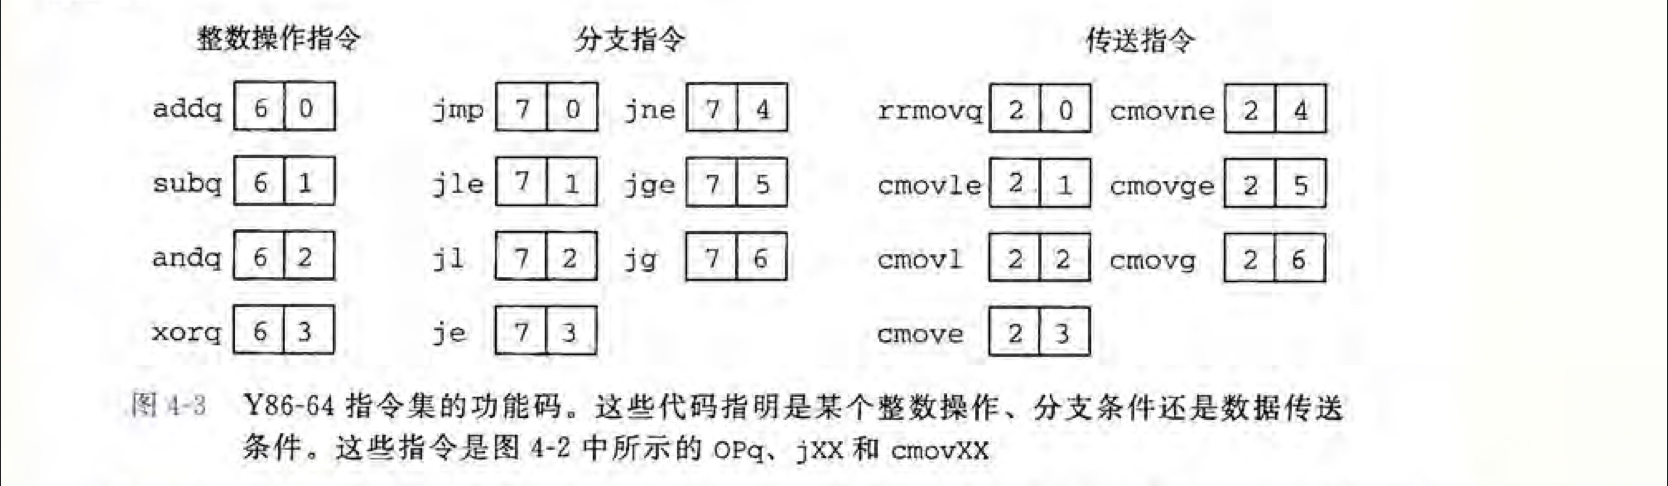 整数操作指令 分支指令 传送指令
addq 6 0 jmp 7 0 jne 7 4 rrmovq 2 0 cmovne 2 4
subq 6 1 jle 7 1 jge 7 5 cmovle 2 1 cmovge 2 5
andq 6 2 jl 7 2 jg 7 6 cmovl 2 2 cmovg 2 6
xorq 6 3 je 7 3 cmove 2 3
图 4-3 Y86-64 指令集的功能码。这些代码指明是某个整数操作、分支条件还是数据传送
条件。这些指令是图 4-2 中所示的 OPq、jXX 和 cmovXX